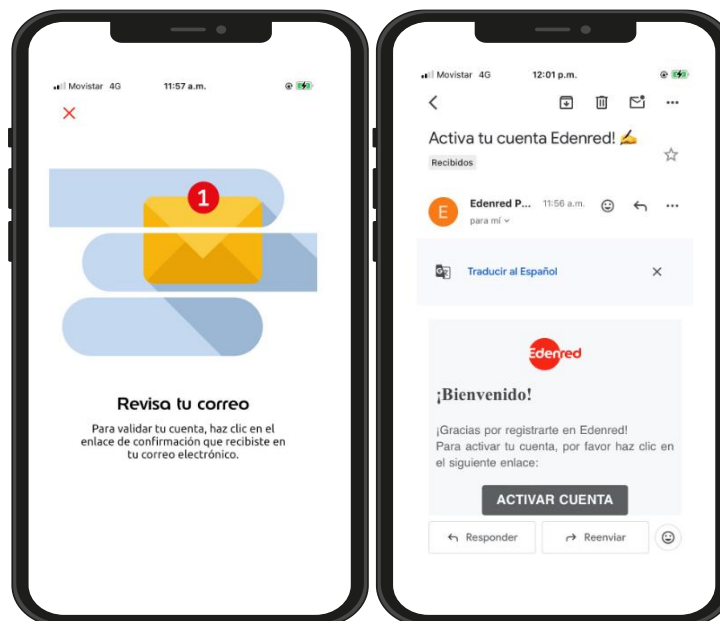 Movistar 4G 11:57 a.m.
1
Revisa tu correo
Para validar tu cuenta, haz clic en el
enlace de confirmación que recibiste en
tu correo electrónico.
Movistar 4G 12:01 p.m.
Activa tu cuenta Edenred! ✍️
Recibidos
E
Edenred P... 11:56 a.m.
para mí
Traducir al Español
Edenred
¡Bienvenido!
¡Gracias por registrarte en Edenred!
Para activar tu cuenta, por favor haz clic en
el siguiente enlace:
ACTIVAR CUENTA
Responder Reenviar